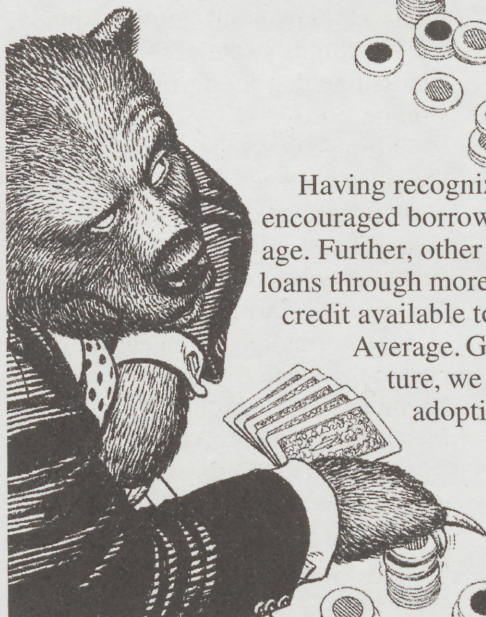 Having recogniz
encouraged borrow
age. Further, other
loans through more
credit available to
Average. G
ture, we
adopti